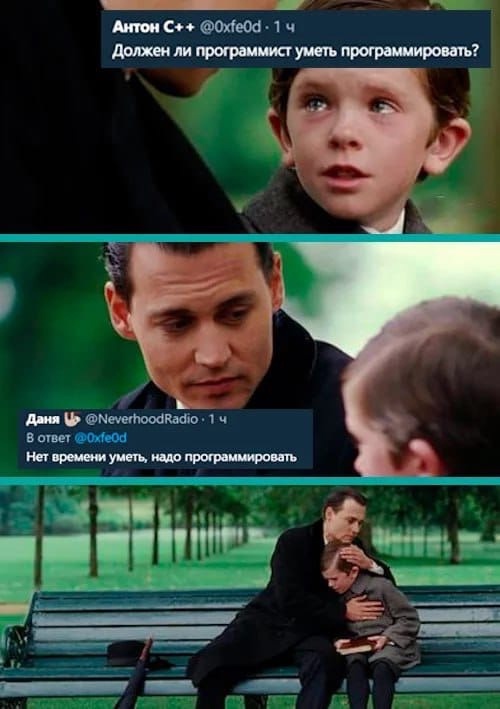 Антон C++ @0xfe0d · 1 ч
Должен ли программист уметь программировать?
Даня @NeverhoodRadio · 1 ч
В ответ @0xfe0d
Нет времени уметь, надо программировать